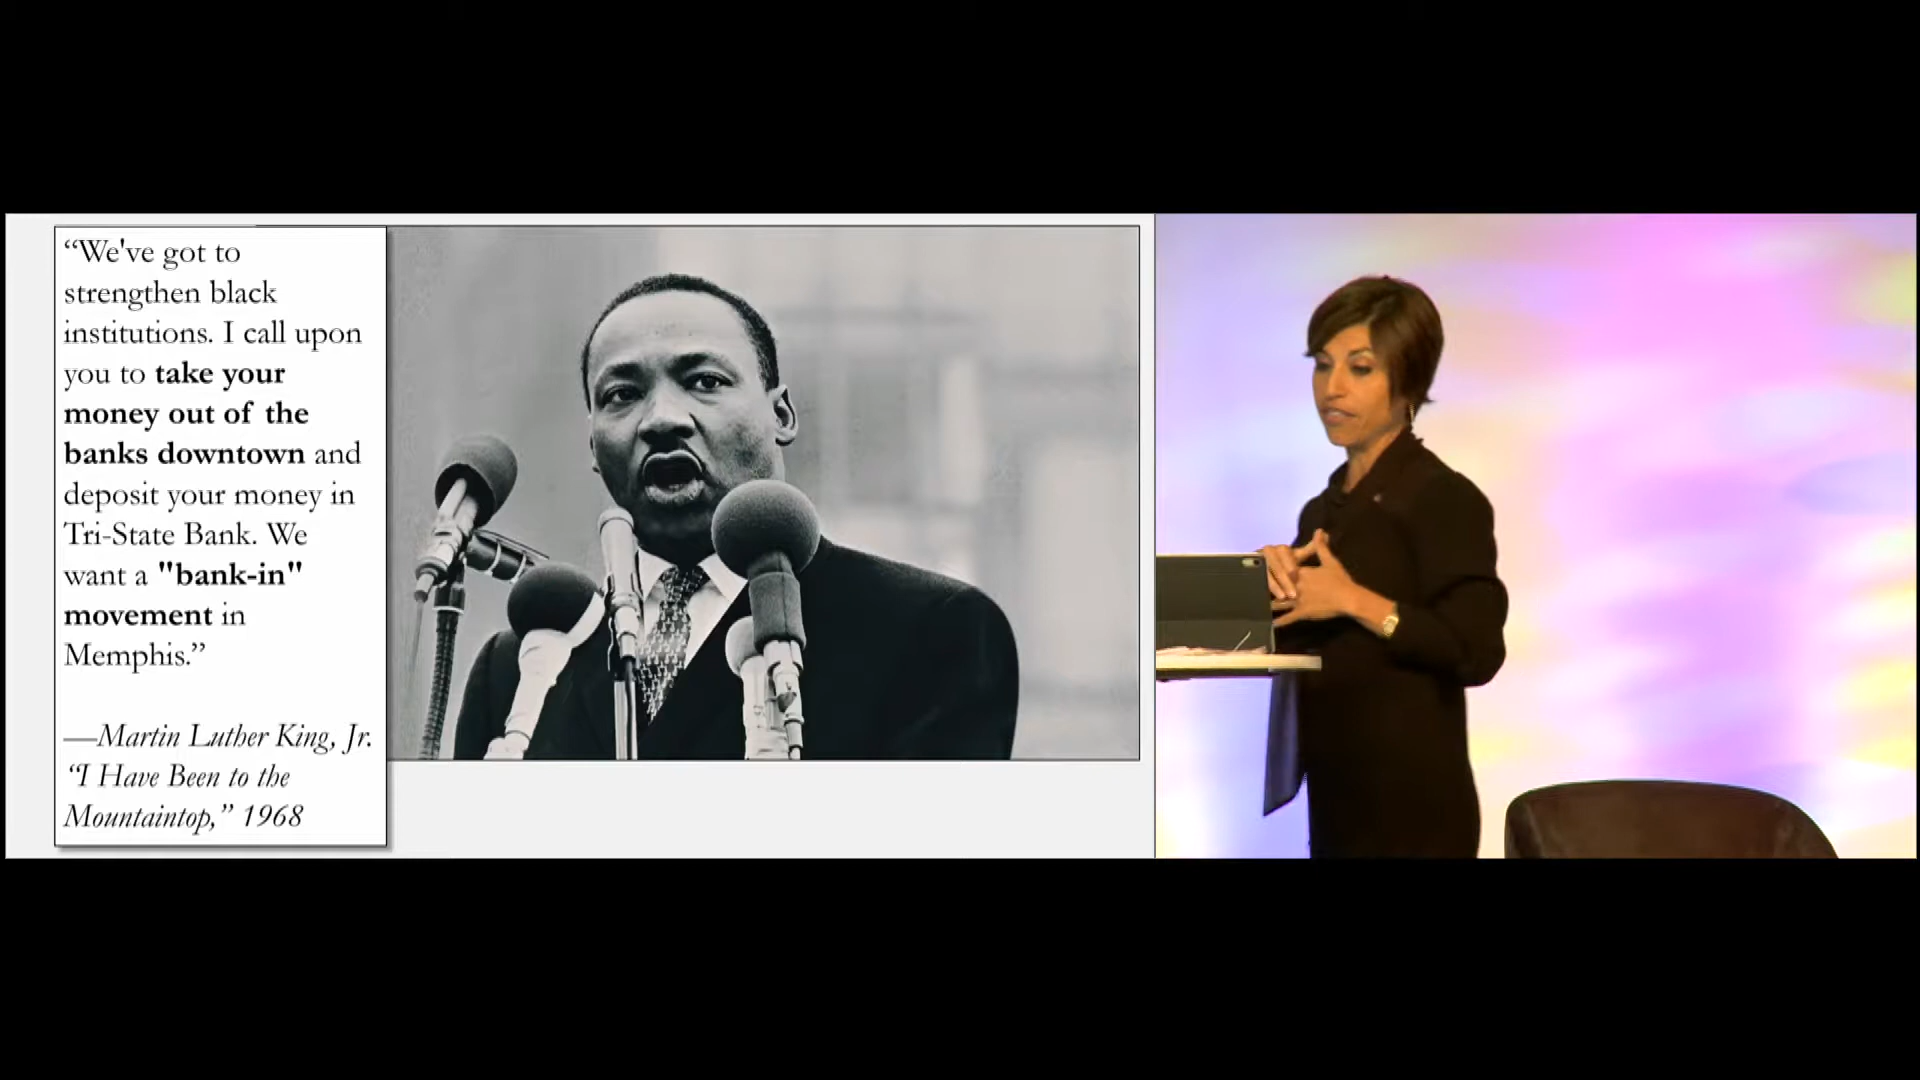 “We've got to
strengthen black
institutions. I call upon
you to take your
money out of the
banks downtown and
deposit your money in
Tri-State Bank. We
want a "bank-in"
movement in
Memphis.”
—Martin Luther King, Jr.
“I Have Been to the
Mountaintop,” 1968